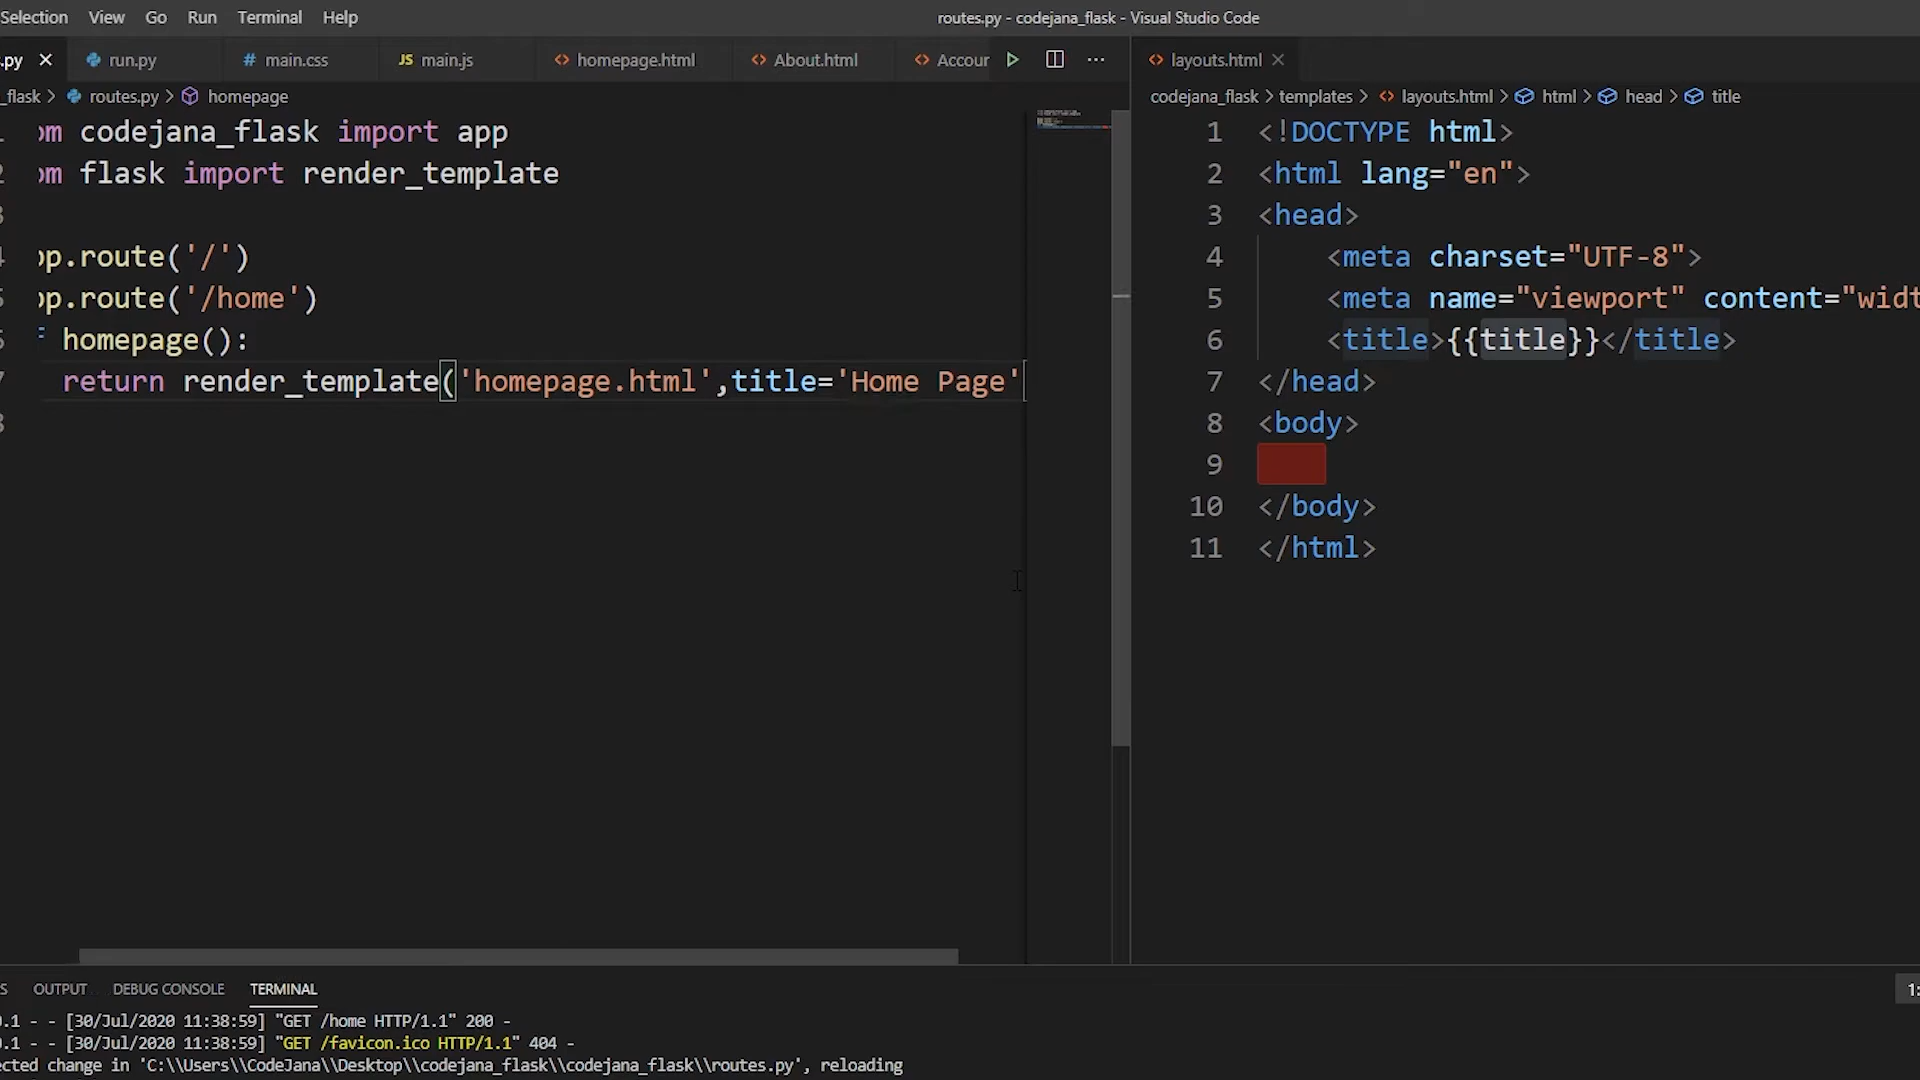 Selection View Go Run Terminal Help
routes.py - codejana_flask - Visual Studio Code
.py run.py # main.css JS main.js homepage.html About.html Accour
layouts.html
_flask > routes.py > homepage
codejana_flask > templates > layouts.html > html > head > title
om codejana_flask import app
om flask import render_template
pp.route('/')
pp.route('/home')
homepage():
return render_template('homepage.html',title='Home Page'
1 <!DOCTYPE html>
2 <html lang="en">
3 <head>
4 <meta charset="UTF-8">
5 <meta name="viewport" content="widt
6 <title>{{title}}</title>
7 </head>
8 <body>
9
10 </body>
11 </html>
S OUTPUT DEBUG CONSOLE TERMINAL
1:
0.1 - - [30/Jul/2020 11:38:59] "GET /home HTTP/1.1" 200 -
0.1 - - [30/Jul/2020 11:38:59] "GET /favicon.ico HTTP/1.1" 404 -
ected change in 'C:\\Users\\CodeJana\\Desktop\\codejana_flask\\codejana_flask\\routes.py', reloading